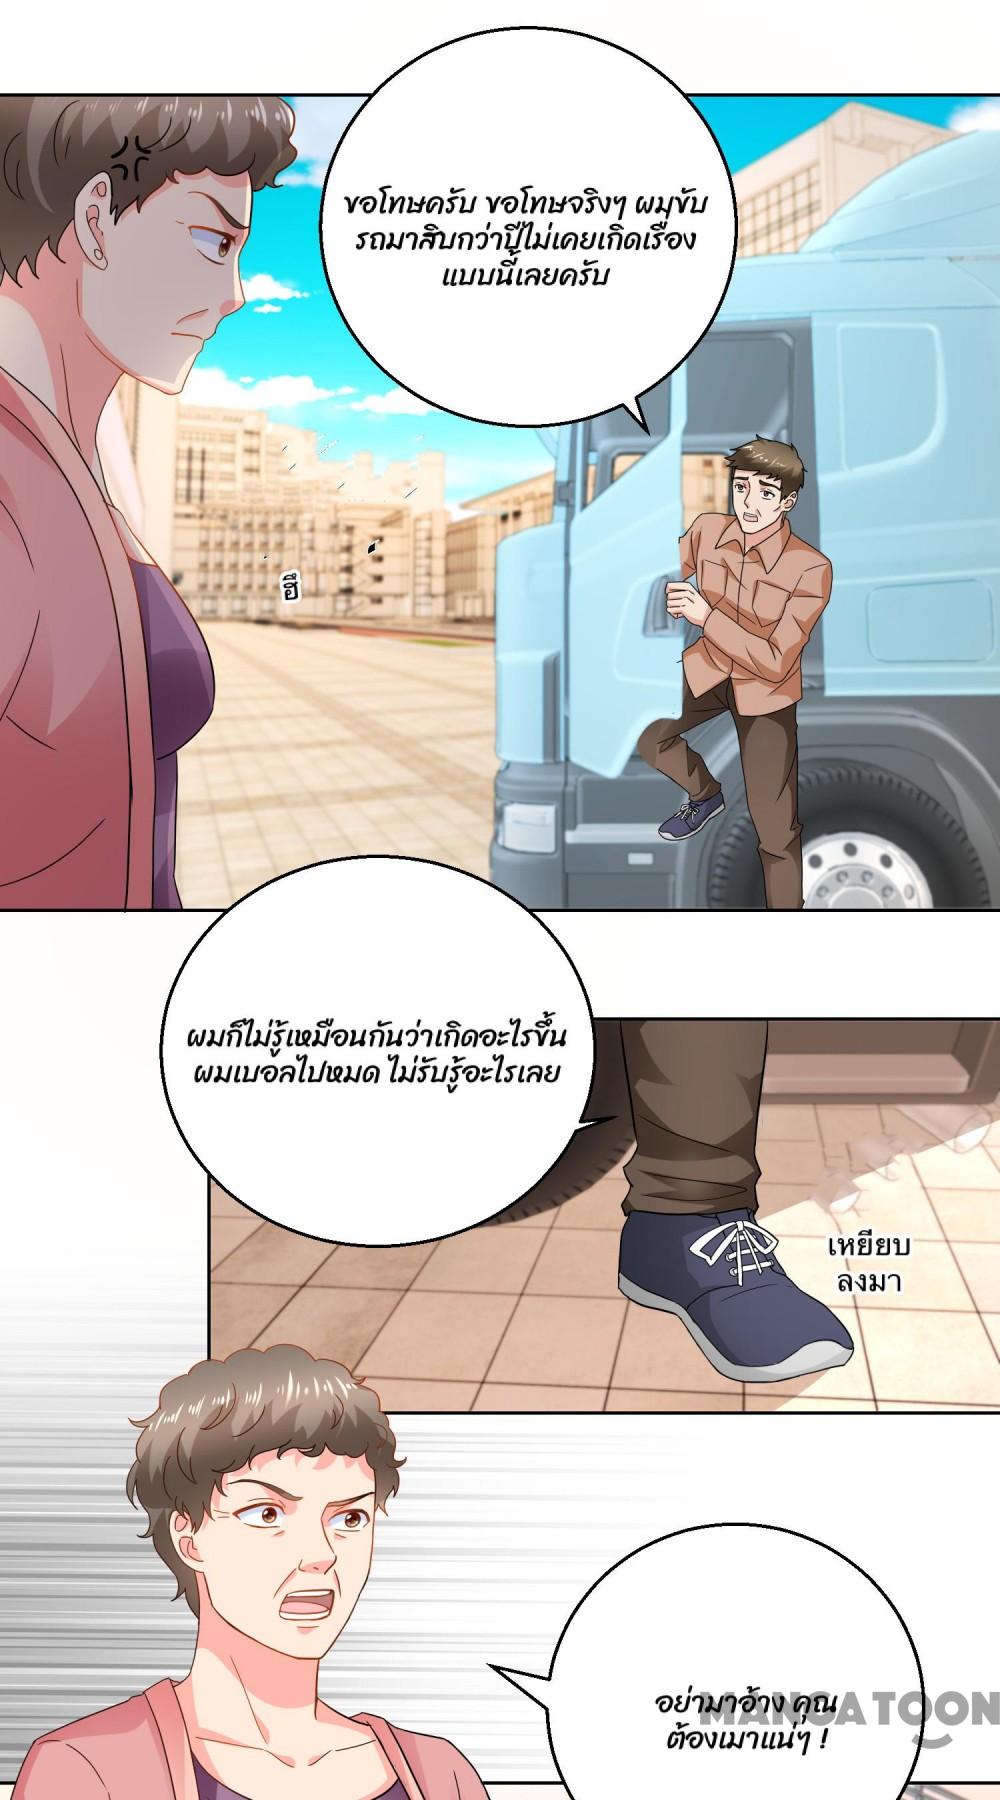 ขอโทษครับ ขอโทษจริงๆ ผมขับ
รถมาสิบกว่าปีไม่เคยเกิดเรื่อง
แบบนี้เลยครับ
ฮึ
ผมก็ไม่รู้เหมือนกันว่าเกิดอะไรขึ้น
ผมเบอลไปหมด ไม่รับรู้อะไรเลย
เหยียบ
ลงมา
อย่ามาอ้าง คุณ
ต้องเมาแน่ๆ !
MANGATOON